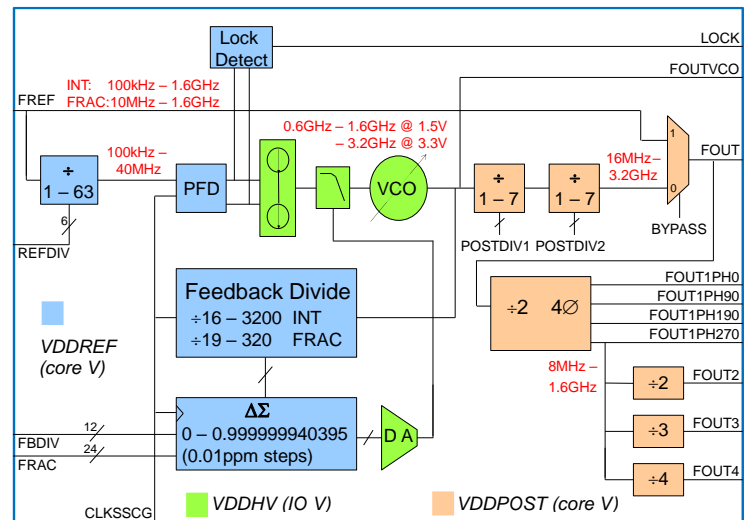 Lock
Detect
LOCK
FOUTVCO
INT: 100kHz – 1.6GHz
FREF
FRAC:10MHz – 1.6GHz
0.6GHz – 1.6GHz @ 1.5V
– 3.2GHz @ 3.3V
1
FOUT
÷
1 – 63
100kHz –
40MHz
PFD
VCO
÷
1 – 7
÷
1 – 7
16MHz –
3.2GHz
0
6
REFDIV
POSTDIV1
POSTDIV2
BYPASS
Feedback Divide
÷16 – 3200 INT
÷19 – 320 FRAC
÷2 4Ø
FOUT1PH0
FOUT1PH90
FOUT1PH190
FOUT1PH270
VDDREF
(core V)
8MHz –
1.6GHz
÷2
FOUT2
ΔΣ
0 – 0.999999940395
(0.01ppm steps)
D A
÷3
FOUT3
12
FBDIV
24
FRAC
÷4
FOUT4
VDDHV (IO V)
VDDPOST (core V)
CLKSSCG